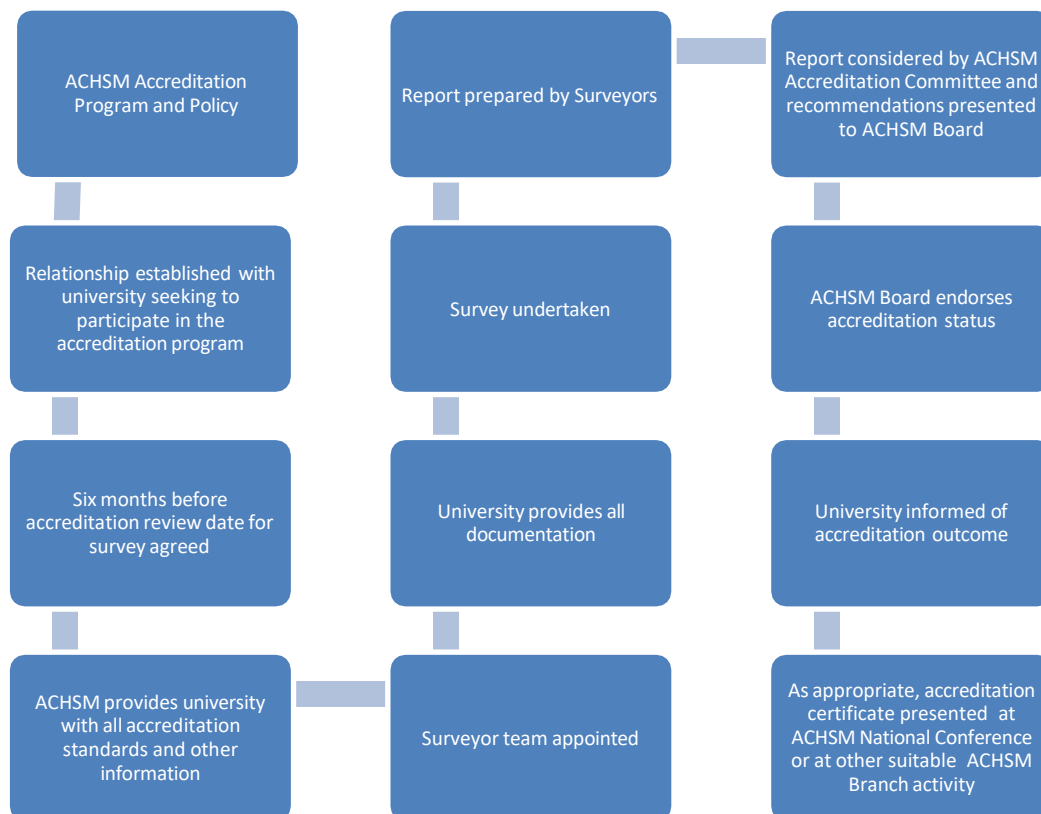 ACHSM Accreditation
Program and Policy
Relationship established with
university seeking to
participate in the
accreditation program
Six months before
accreditation review date for
survey agreed
ACHSM provides university
with all accreditation
standards and other
information
Surveyor team appointed
University provides all
documentation
Survey undertaken
Report prepared by Surveyors
Report considered by ACHSM
Accreditation Committee and
recommendations presented
to ACHSM Board
ACHSM Board endorses
accreditation status
University informed of
accreditation outcome
As appropriate, accreditation
certificate presented at
ACHSM National Conference
or at other suitable ACHSM
Branch activity